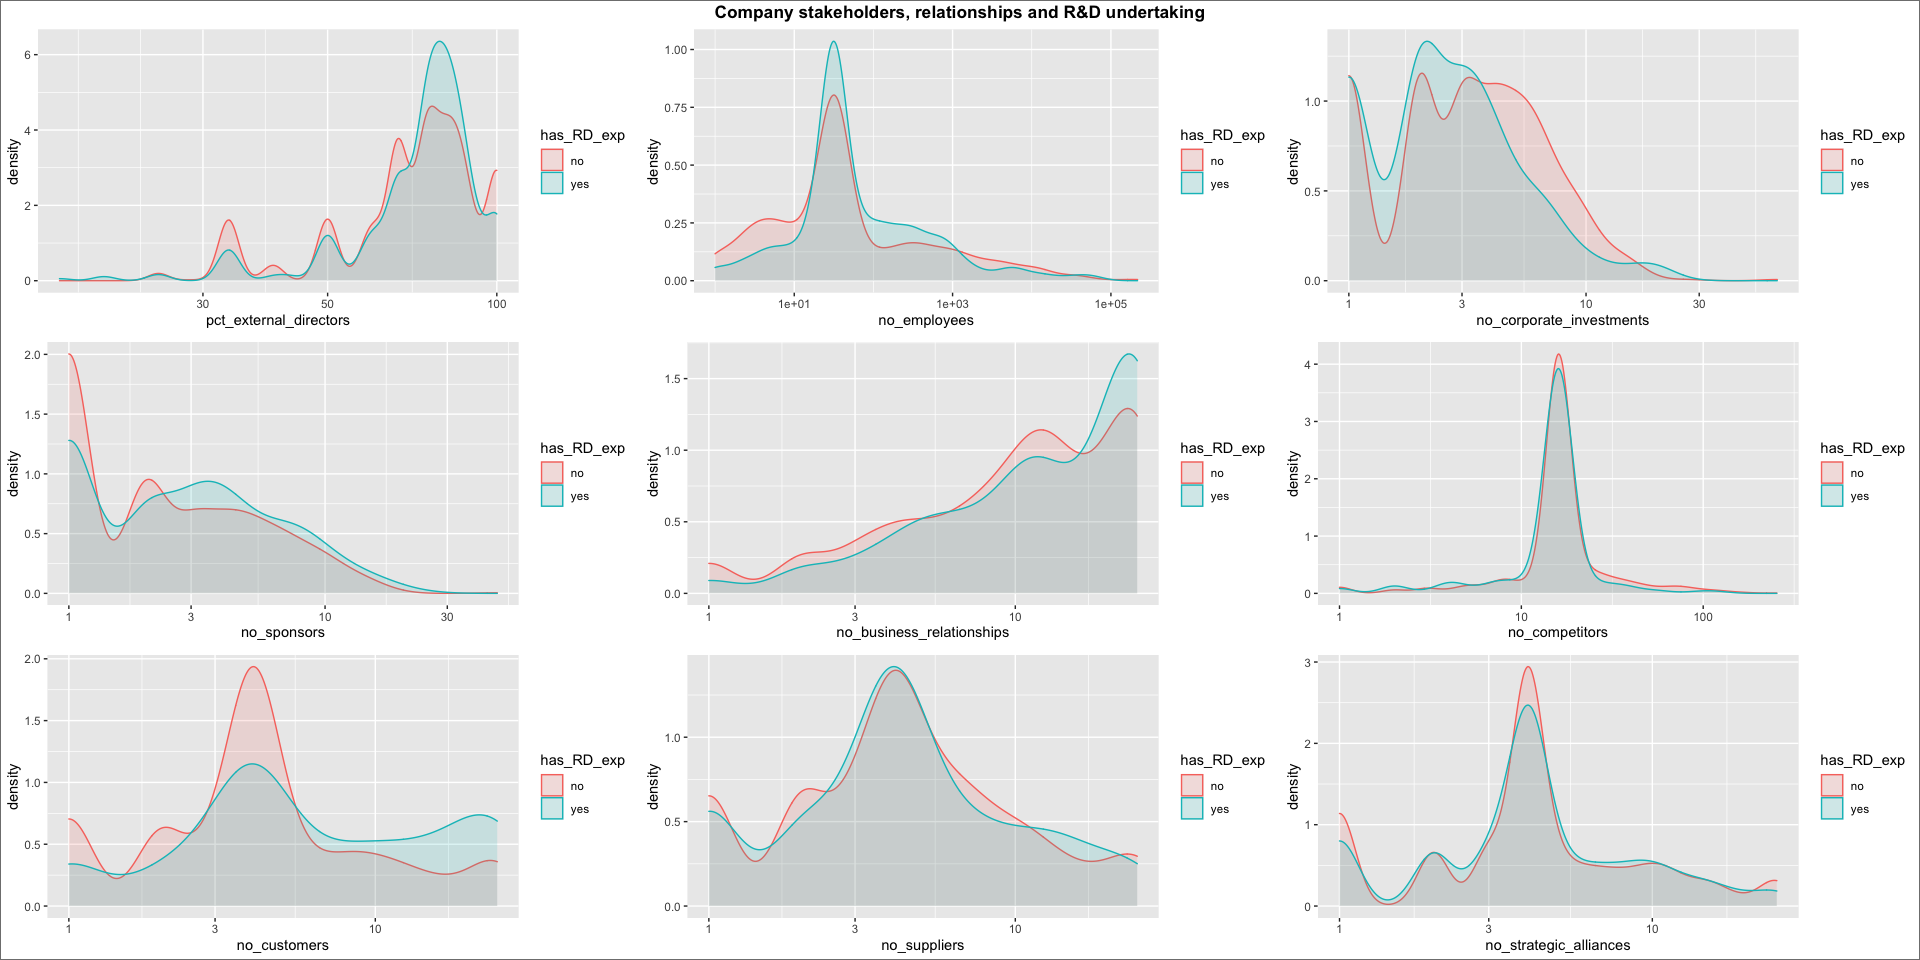 Company stakeholders, relationships and R&D undertaking
density
6
4
2
0
30 50 100
pct_external_directors
has_RD_exp
no
yes
density
1.00
0.75
0.50
0.25
0.00
1e+01 1e+03 1e+05
no_employees
has_RD_exp
no
yes
density
1.0
0.5
0.0
1 3 10 30
no_corporate_investments
has_RD_exp
no
yes
density
2.0
1.5
1.0
0.5
0.0
1 3 10 30
no_sponsors
has_RD_exp
no
yes
density
1.5
1.0
0.5
0.0
1 3 10
no_business_relationships
has_RD_exp
no
yes
density
4
3
2
1
0
1 10 100
no_competitors
has_RD_exp
no
yes
density
2.0
1.5
1.0
0.5
0.0
1 3 10
no_customers
has_RD_exp
no
yes
density
1.0
0.5
0.0
1 3 10
no_suppliers
has_RD_exp
no
yes
density
3
2
1
0
1 3 10
no_strategic_alliances
has_RD_exp
no
yes